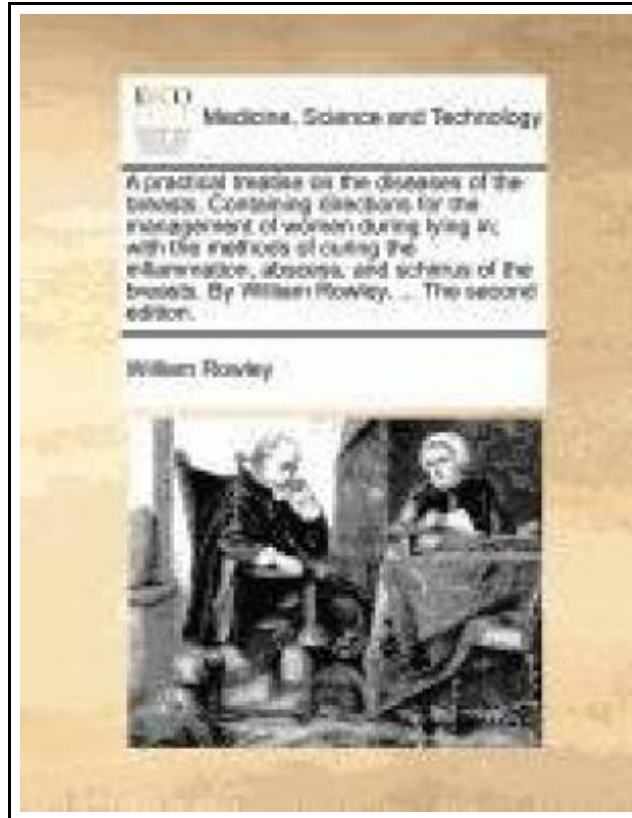 ECCO
Medicine, Science and Technology
A practical treatise on the diseases of the
breasts. Containing directions for the
management of women during lying in;
with the methods of curing the
inflammation, abscess, and schirrus of the
breasts. By William Rowley, ... The second
edition.
William Rowley